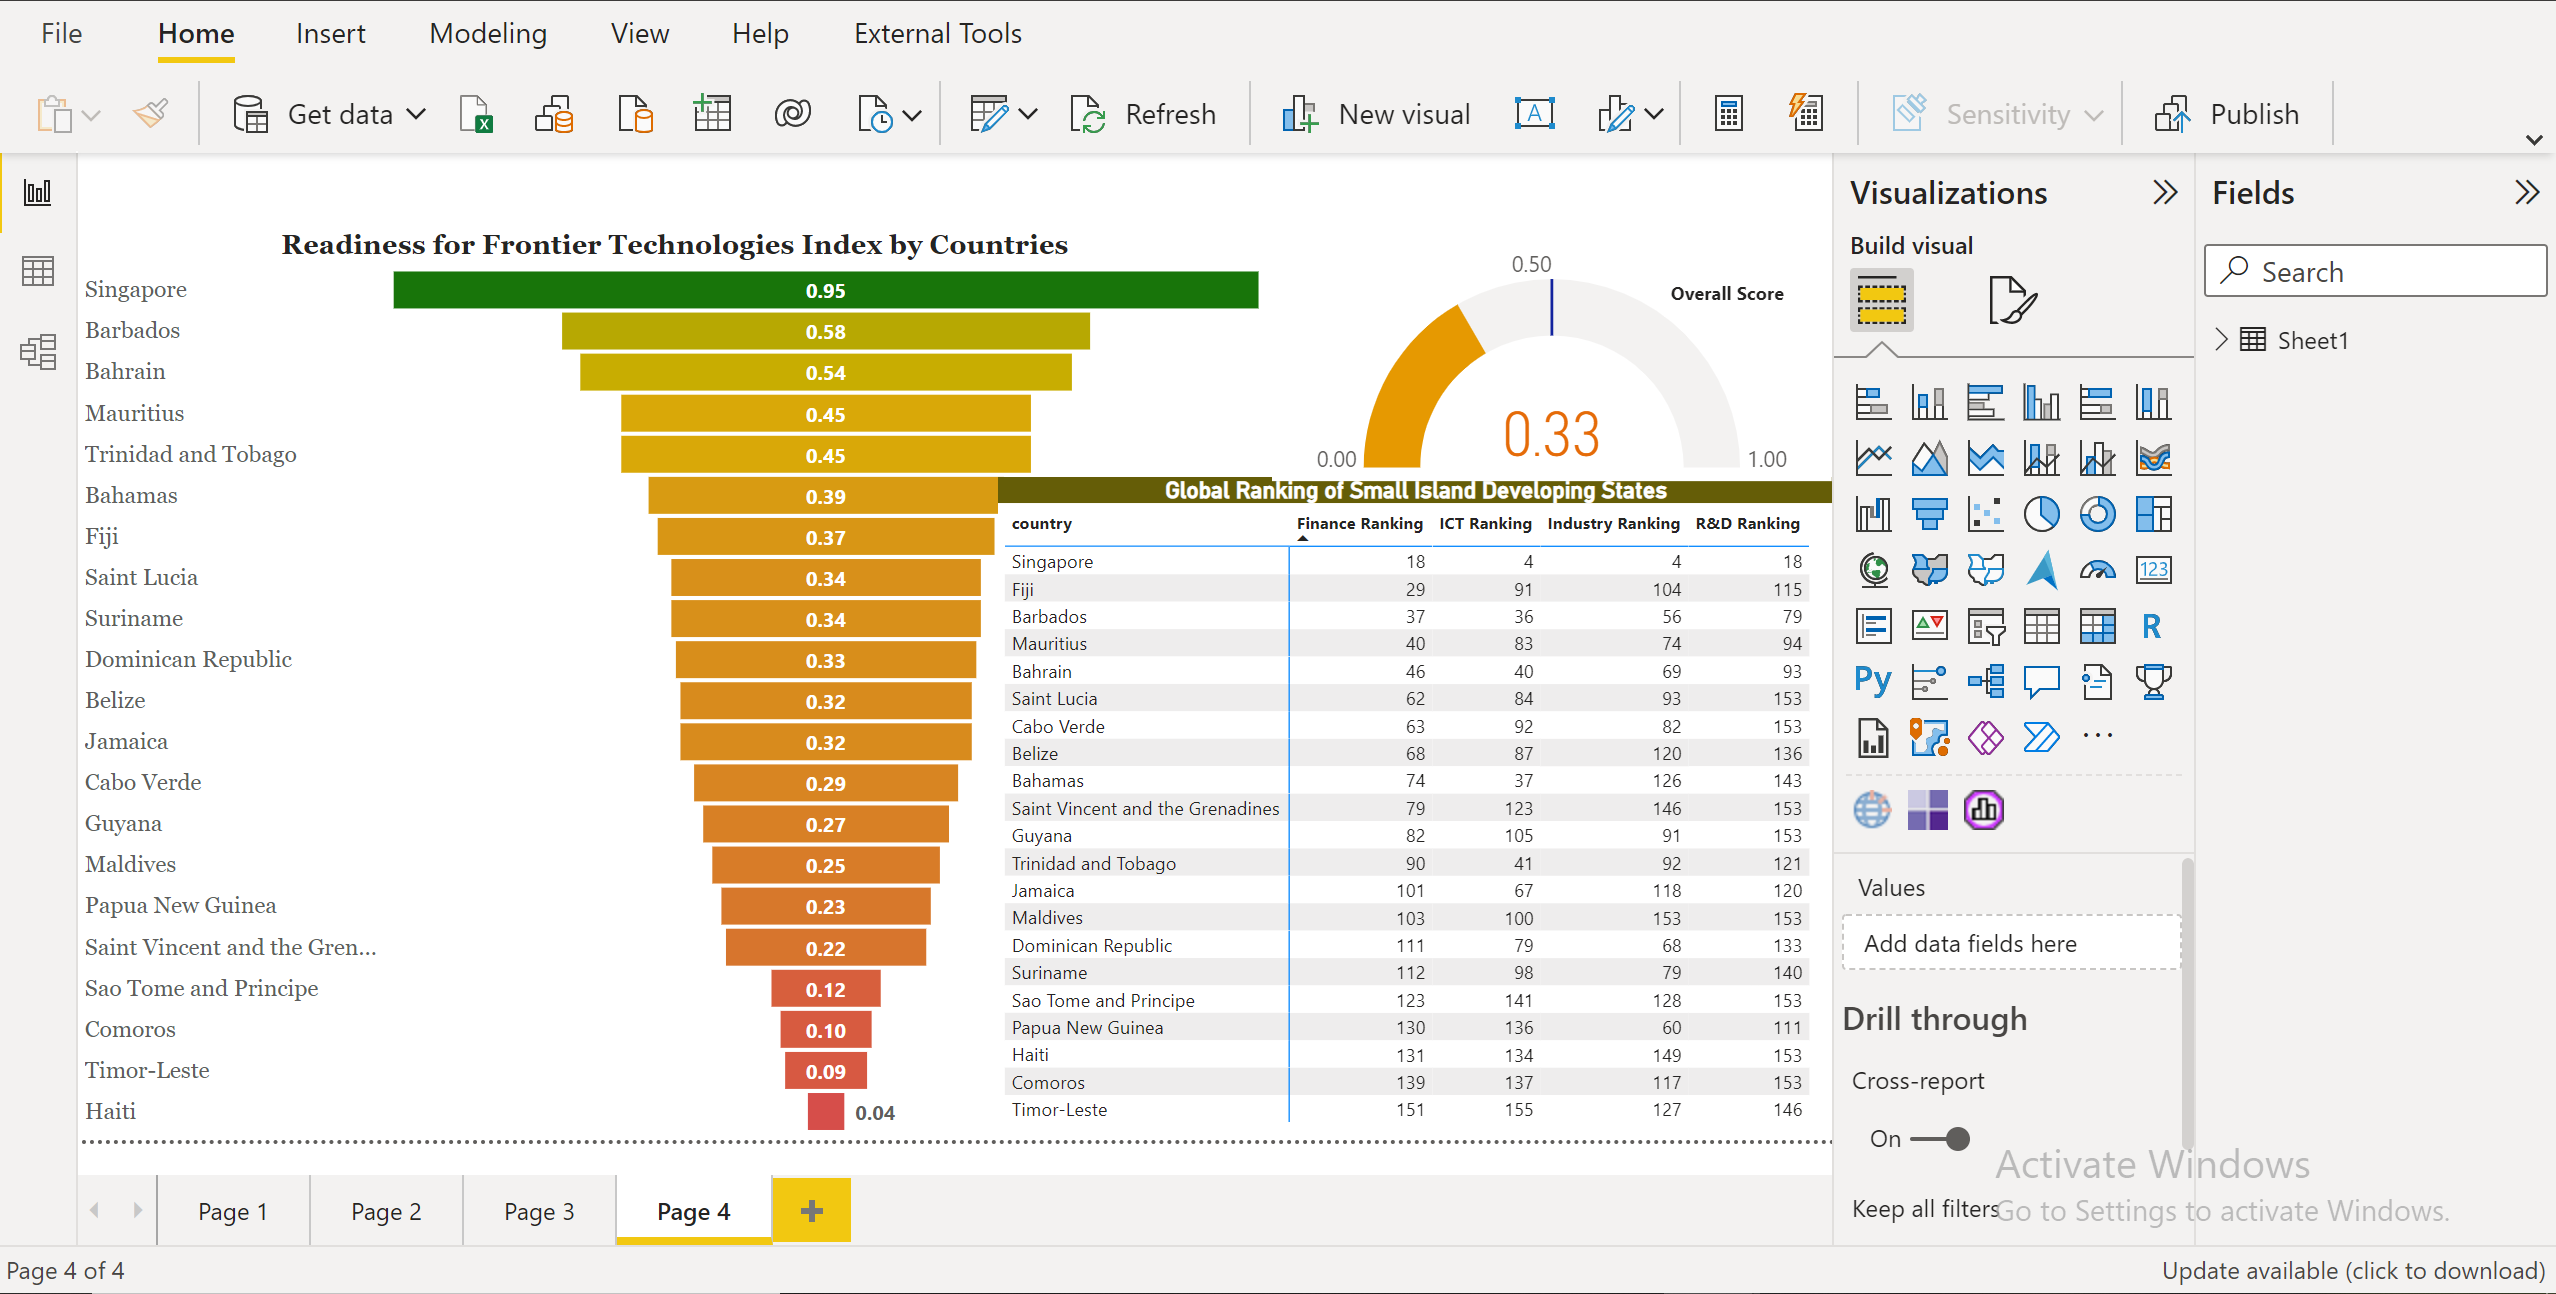 File Home Insert Modeling View Help External Tools
Get data Refresh New visual Sensitivity Publish
Readiness for Frontier Technologies Index by Countries
Singapore 0.95
Barbados 0.58
Bahrain 0.54
Mauritius 0.45
Trinidad and Tobago 0.45
Bahamas 0.39
Fiji 0.37
Saint Lucia 0.34
Suriname 0.34
Dominican Republic 0.33
Belize 0.32
Jamaica 0.32
Cabo Verde 0.29
Guyana 0.27
Maldives 0.25
Papua New Guinea 0.23
Saint Vincent and the Gren... 0.22
Sao Tome and Principe 0.12
Comoros 0.10
Timor-Leste 0.09
Haiti 0.04
0.50
Overall Score
0.33
0.00 1.00
Global Ranking of Small Island Developing States
country Finance Ranking ICT Ranking Industry Ranking R&D Ranking
Singapore 18 4 4 18
Fiji 29 91 104 115
Barbados 37 36 56 79
Mauritius 40 83 74 94
Bahrain 46 40 69 93
Saint Lucia 62 84 93 153
Cabo Verde 63 92 82 153
Belize 68 87 120 136
Bahamas 74 37 126 143
Saint Vincent and the Grenadines 79 123 146 153
Guyana 82 105 91 153
Trinidad and Tobago 90 41 92 121
Jamaica 101 67 118 120
Maldives 103 100 153 153
Dominican Republic 111 79 68 133
Suriname 112 98 79 140
Sao Tome and Principe 123 141 128 153
Papua New Guinea 130 136 60 111
Haiti 131 134 149 153
Comoros 139 137 117 153
Timor-Leste 151 155 127 146
Visualizations
Build visual
123
R
Py
...
Values
Add data fields here
Drill through
Cross-report
On
Keep all filters
Fields
Search
Sheet1
Activate Windows
Go to Settings to activate Windows.
Page 1 Page 2 Page 3 Page 4
Page 4 of 4
Update available (click to download)